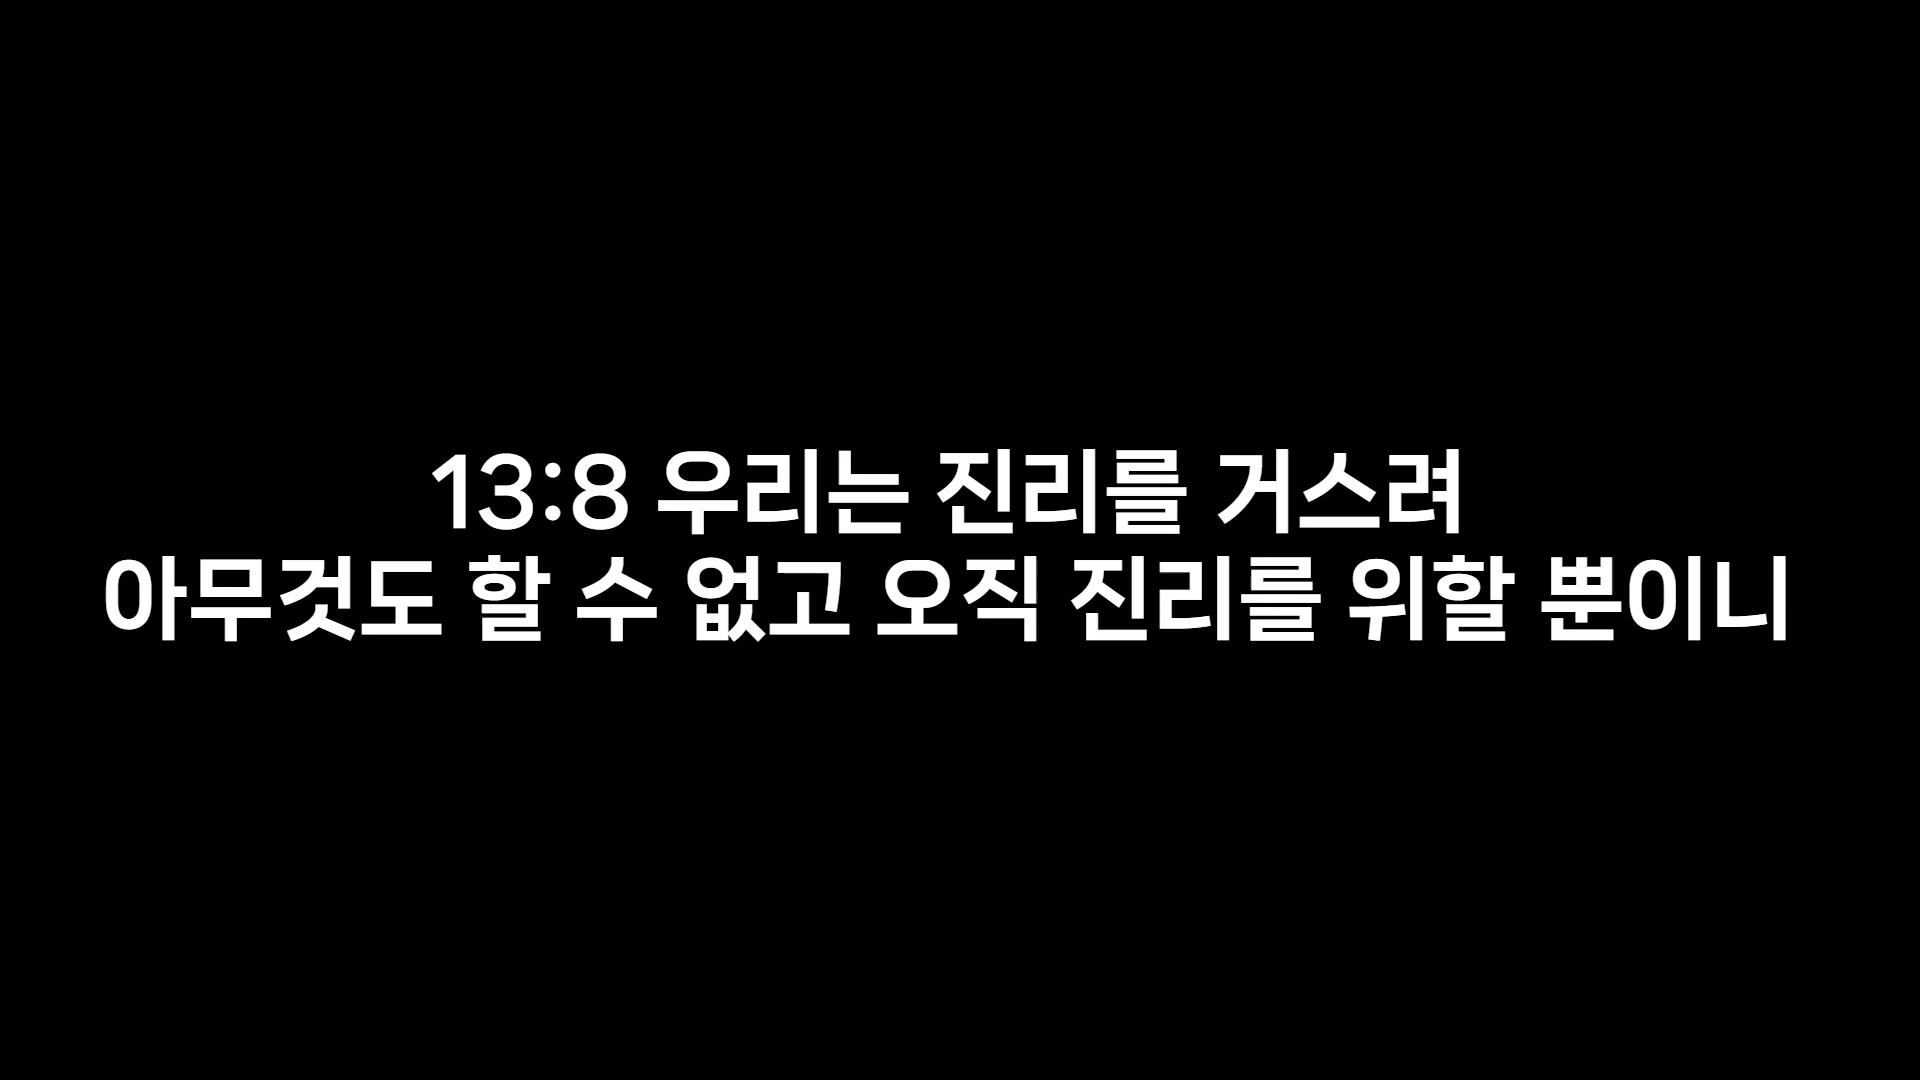 13:8 우리는 진리를 거스려
아무것도 할 수 없고 오직 진리를 위할 뿐이니